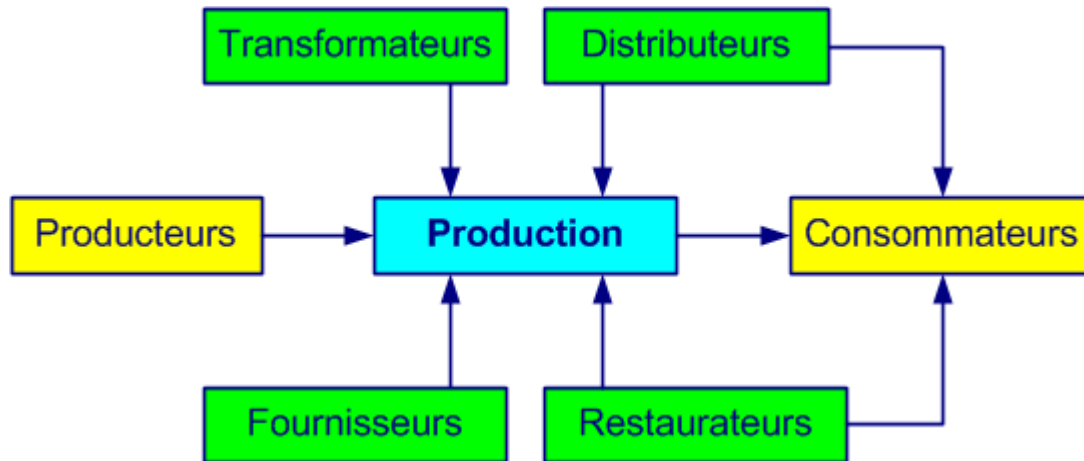 Transformateurs
Distributeurs
Producteurs
Production
Consommateurs
Fournisseurs
Restaurateurs